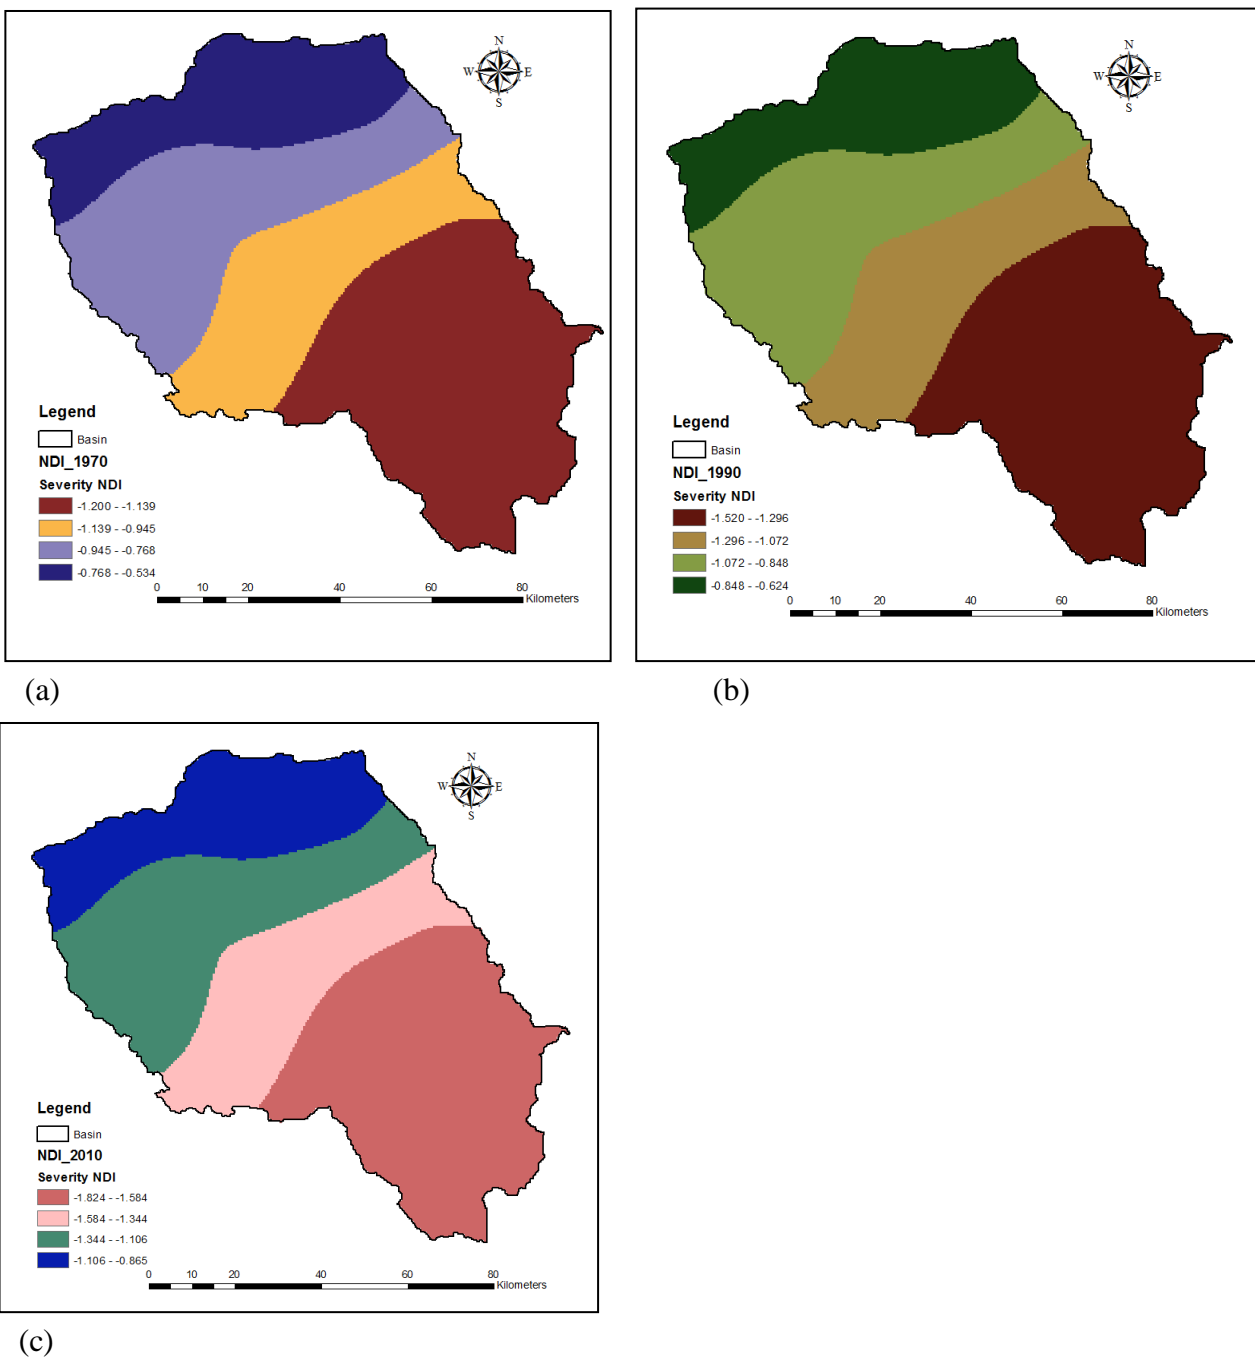 N
W E
S
Legend
Basin
NDI_1970
Severity NDI
-1.200 - -1.139
-1.139 - -0.945
-0.945 - -0.768
-0.768 - -0.534
0 10 20 40 60 80
Kilometers
(a)
N
W E
S
Legend
Basin
NDI_1990
Severity NDI
-1.520 - -1.296
-1.296 - -1.072
-1.072 - -0.848
-0.848 - -0.624
0 10 20 40 60 80
Kilometers
(b)
N
W E
S
Legend
Basin
NDI_2010
Severity NDI
-1.824 - -1.584
-1.584 - -1.344
-1.344 - -1.106
-1.106 - -0.865
0 10 20 40 60 80
Kilometers
(c)